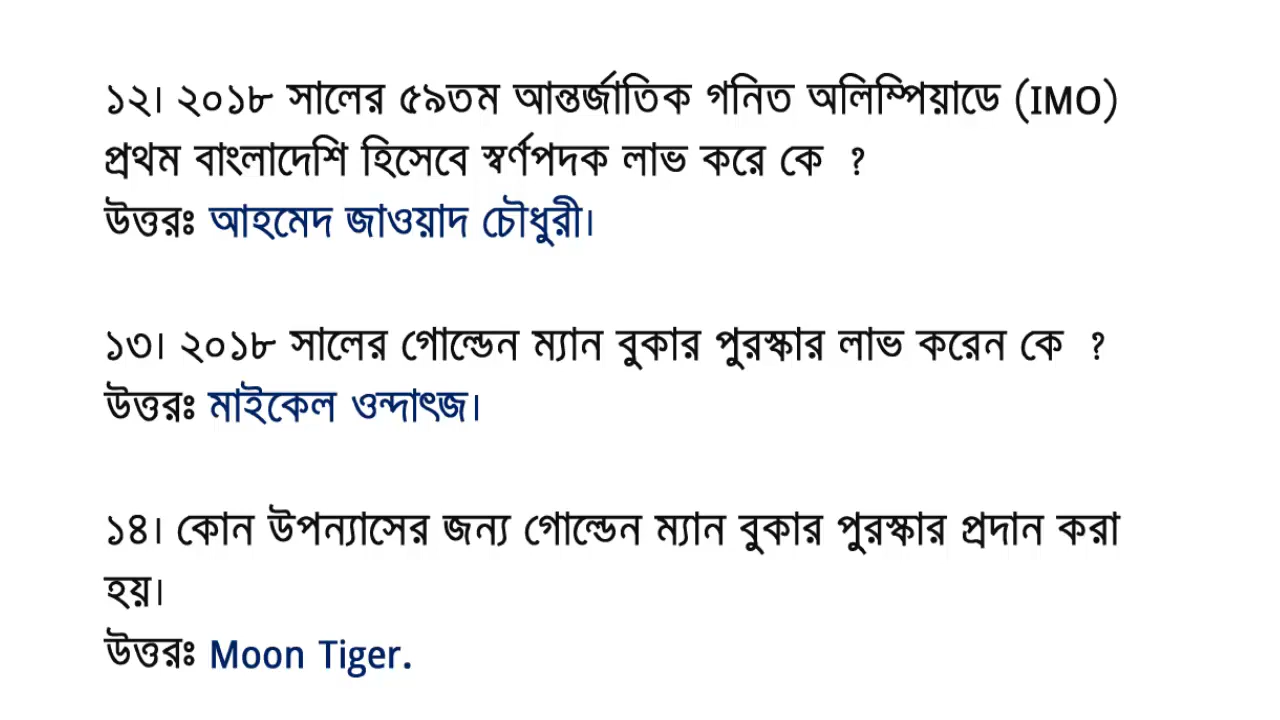 ১২। ২০১৮ সালের ৫৯তম আন্তর্জাতিক গনিত অলিম্পিয়াডে (IMO)
প্রথম বাংলাদেশি হিসেবে স্বর্ণপদক লাভ করে কে ?
উত্তরঃ আহমেদ জাওয়াদ চৌধুরী।
১৩। ২০১৮ সালের গোল্ডেন ম্যান বুকার পুরস্কার লাভ করেন কে ?
উত্তরঃ মাইকেল ওন্দাৎজ।
১৪। কোন উপন্যাসের জন্য গোল্ডেন ম্যান বুকার পুরস্কার প্রদান করা
হয়।
উত্তরঃ Moon Tiger.